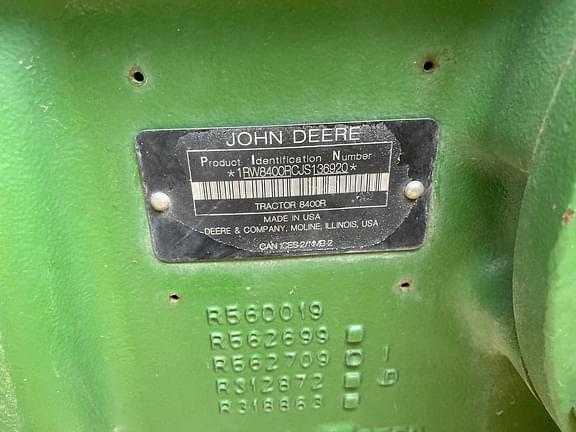 JOHN DEERE
Product Identification Number
*1RW8400RCJS136920*
TRACTOR 8400R
MADE IN USA
DEERE & COMPANY, MOLINE, ILLINOIS, USA
CAN ICES-2/NMB-2
R560019
R562699
R562709
R312872
R318863